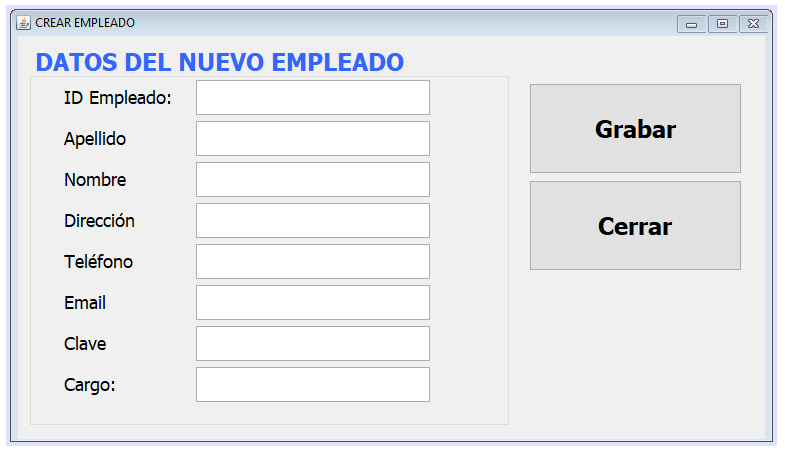 CREAR EMPLEADO
DATOS DEL NUEVO EMPLEADO
ID Empleado:
Apellido
Nombre
Dirección
Teléfono
Email
Clave
Cargo:
Grabar
Cerrar